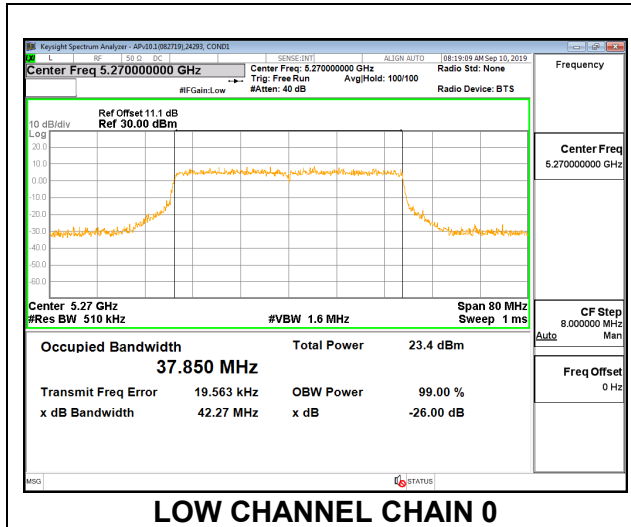 Keysight Spectrum Analyzer - APv10.1(082719),24293, COND1
L RF 50 Ω DC SENSE:INT ALIGN AUTO 08:19:09 AM Sep 10, 2019
Center Freq 5.270000000 GHz Center Freq: 5.270000000 GHz Radio Std: None
Trig: Free Run Avg|Hold: 100/100
#IFGain:Low #Atten: 40 dB Radio Device: BTS
Frequency
Ref Offset 11.1 dB
10 dB/div Ref 30.00 dBm
Log
20.0
10.0
0.00
-10.0
-20.0
-30.0
-40.0
-50.0
-60.0
Center 5.27 GHz Span 80 MHz
#Res BW 510 kHz #VBW 1.6 MHz Sweep 1 ms
Center Freq
5.270000000 GHz
CF Step
8.000000 MHz
Auto Man
Freq Offset
0 Hz
Occupied Bandwidth Total Power 23.4 dBm
37.850 MHz
Transmit Freq Error 19.563 kHz OBW Power 99.00 %
x dB Bandwidth 42.27 MHz x dB -26.00 dB
MSG STATUS
LOW CHANNEL CHAIN 0